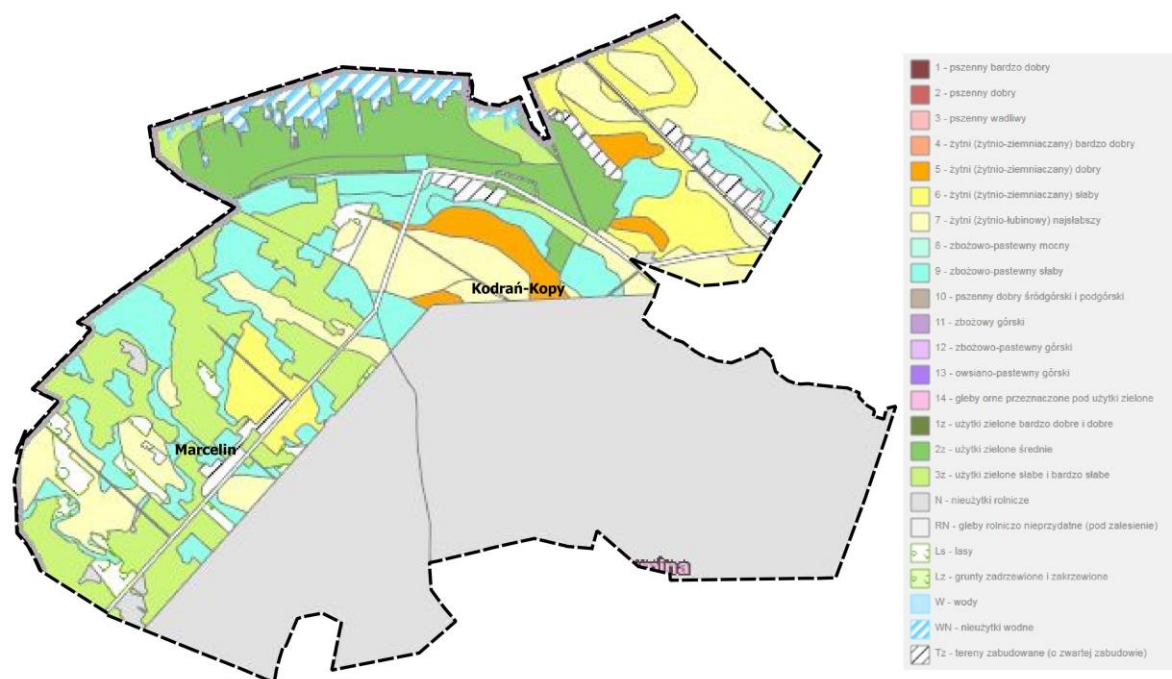 Kodrań-Kopy
Marcelin
1 - pszenny bardzo dobry
2 - pszenny dobry
3 - pszenny wadliwy
4 - żytni (żytnio-ziemniaczany) bardzo dobry
5 - żytni (żytnio-ziemniaczany) dobry
6 - żytni (żytnio-ziemniaczany) słaby
7 - żytni (żytnio-łubinowy) najsłabszy
8 - zbożowo-pastewny mocny
9 - zbożowo-pastewny słaby
10 - pszenny dobry śródgórski i podgórski
11 - zbożowy górski
12 - zbożowo-pastewny górski
13 - owsiano-pastewny górski
14 - gleby orne przeznaczone pod użytki zielone
1z - użytki zielone bardzo dobre i dobre
2z - użytki zielone średnie
3z - użytki zielone słabe i bardzo słabe
N - nieużytki rolnicze
RN - gleby rolniczo nieprzydatne (pod zalesienie)
Ls - lasy
Lz - grunty zadrzewione i zakrzewione
W - wody
WN - nieużytki wodne
Tz - tereny zabudowane (o zwartej zabudowie)